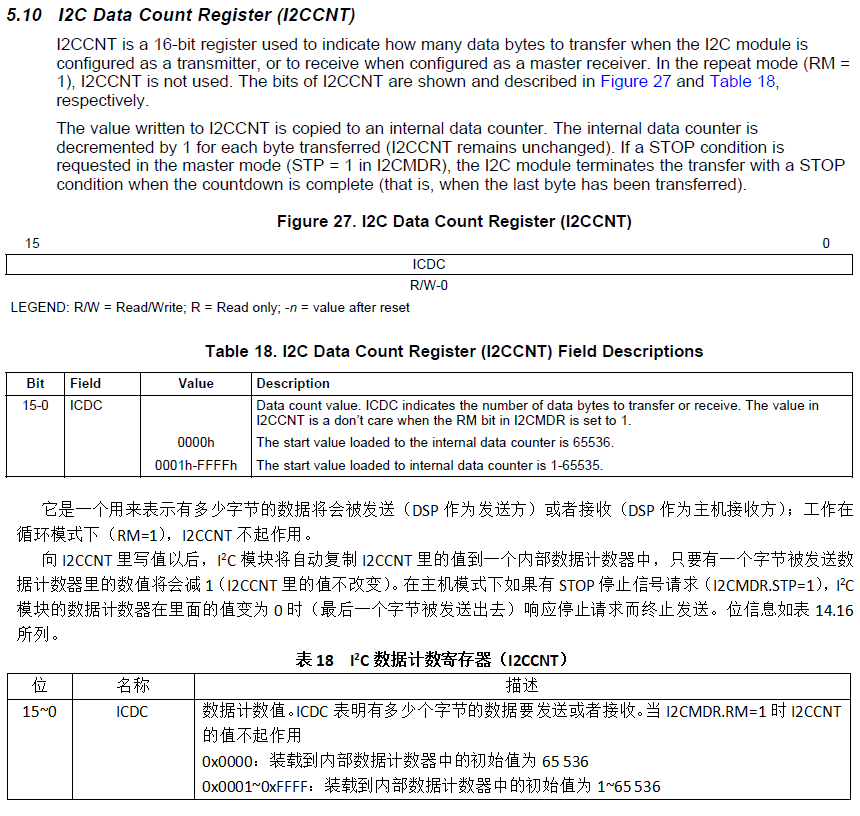 5.10 I2C Data Count Register (I2CCNT)
I2CCNT is a 16-bit register used to indicate how many data bytes to transfer when the I2C module is
configured as a transmitter, or to receive when configured as a master receiver. In the repeat mode (RM =
1), I2CCNT is not used. The bits of I2CCNT are shown and described in Figure 27 and Table 18,
respectively.
The value written to I2CCNT is copied to an internal data counter. The internal data counter is
decremented by 1 for each byte transferred (I2CCNT remains unchanged). If a STOP condition is
requested in the master mode (STP = 1 in I2CMDR), the I2C module terminates the transfer with a STOP
condition when the countdown is complete (that is, when the last byte has been transferred).
Figure 27. I2C Data Count Register (I2CCNT)
15 0
ICDC
R/W-0
LEGEND: R/W = Read/Write; R = Read only; -n = value after reset
Table 18. I2C Data Count Register (I2CCNT) Field Descriptions
Bit Field Value Description
15-0 ICDC Data count value. ICDC indicates the number of data bytes to transfer or receive. The value in
I2CCNT is a don't care when the RM bit in I2CMDR is set to 1.
0000h The start value loaded to the internal data counter is 65536.
0001h-FFFFh The start value loaded to internal data counter is 1-65535.
它是一个用来表示有多少字节的数据将会被发送（DSP 作为发送方）或者接收（DSP 作为主机接收方）；工作在
循环模式下（RM=1），I2CCNT 不起作用。
向 I2CCNT 里写值以后，I²C 模块将自动复制 I2CCNT 里的值到一个内部数据计数器中，只要有一个字节被发送数
据计数器里的数值将会减 1（I2CCNT 里的值不改变）。在主机模式下如果有 STOP 停止信号请求（I2CMDR.STP=1），I²C
模块的数据计数器在里面的值变为 0 时（最后一个字节被发送出去）响应停止请求而终止发送。位信息如表 14.16
所列。
表 18 I²C 数据计数寄存器（I2CCNT）
位 名称 描述
15~0 ICDC 数据计数值。ICDC 表明有多少个字节的数据要发送或者接收。当 I2CMDR.RM=1 时 I2CCNT
的值不起作用
0x0000：装载到内部数据计数器中的初始值为 65 536
0x0001~0xFFFF：装载到内部数据计数器中的初始值为 1~65 536